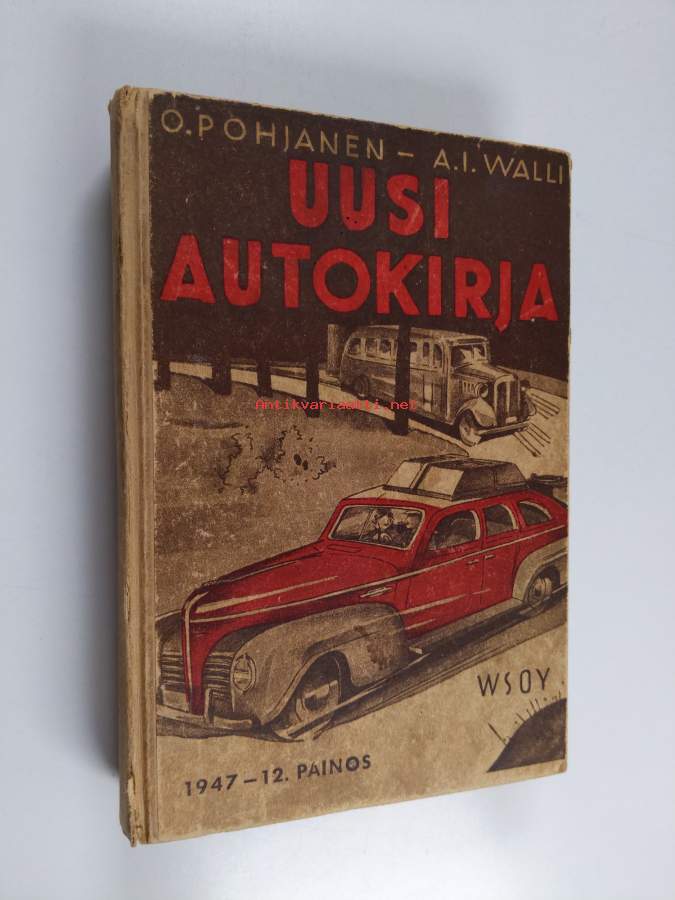 O. POHJANEN – A.I. WALLI
UUSI
AUTOKIRJA
Antikvariaatti.net
WSOY
1947 – 12. PAINOS